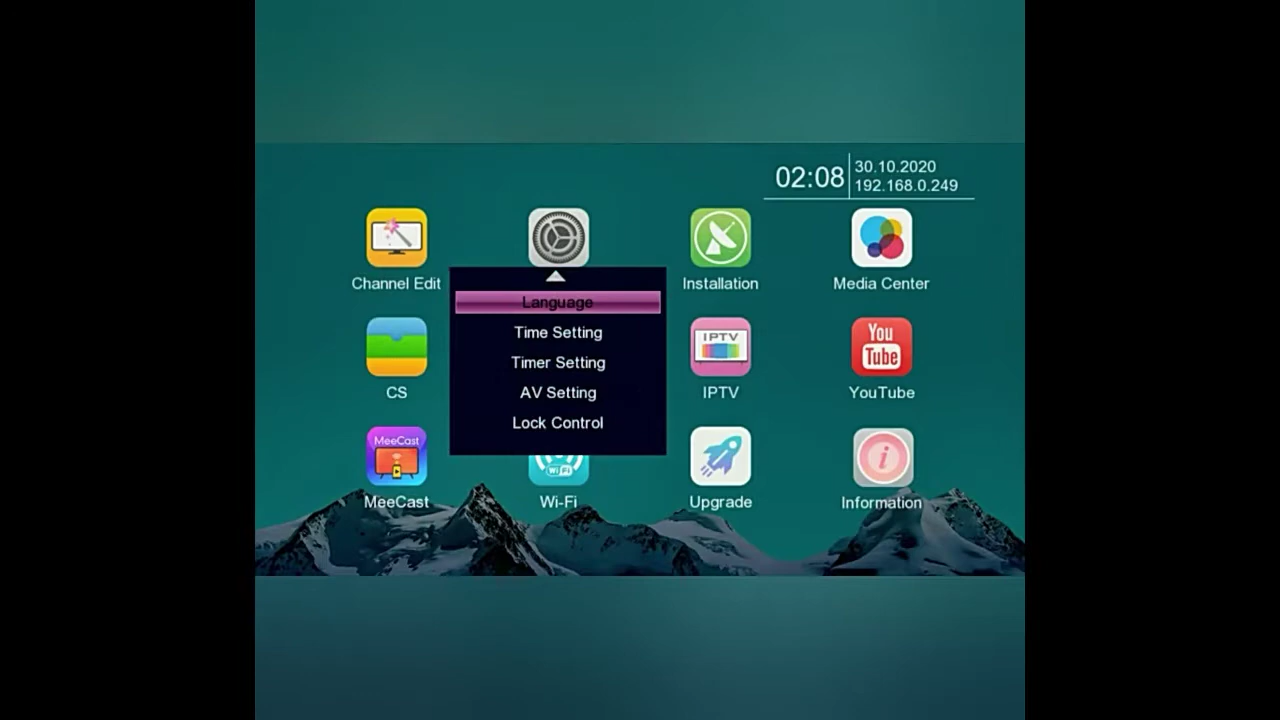 02:08
30.10.2020
192.168.0.249
Channel Edit
Installation
Media Center
Language
Time Setting
Timer Setting
AV Setting
Lock Control
CS
IPTV
IPTV
You
Tube
YouTube
MeeCast
MeeCast
Wi Fi
Wi-Fi
Upgrade
i
Information